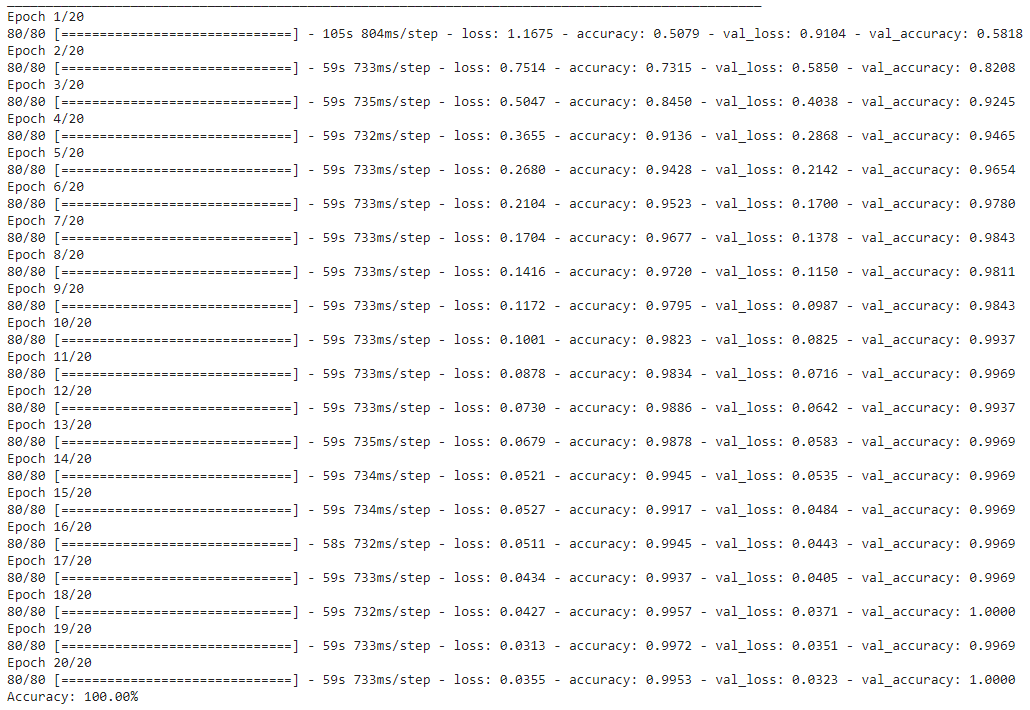 Epoch 1/20
80/80 [==============================] - 105s 804ms/step - loss: 1.1675 - accuracy: 0.5079 - val_loss: 0.9104 - val_accuracy: 0.5818
Epoch 2/20
80/80 [==============================] - 59s 733ms/step - loss: 0.7514 - accuracy: 0.7315 - val_loss: 0.5850 - val_accuracy: 0.8208
Epoch 3/20
80/80 [==============================] - 59s 735ms/step - loss: 0.5047 - accuracy: 0.8450 - val_loss: 0.4038 - val_accuracy: 0.9245
Epoch 4/20
80/80 [==============================] - 59s 732ms/step - loss: 0.3655 - accuracy: 0.9136 - val_loss: 0.2868 - val_accuracy: 0.9465
Epoch 5/20
80/80 [==============================] - 59s 733ms/step - loss: 0.2680 - accuracy: 0.9428 - val_loss: 0.2142 - val_accuracy: 0.9654
Epoch 6/20
80/80 [==============================] - 59s 733ms/step - loss: 0.2104 - accuracy: 0.9523 - val_loss: 0.1700 - val_accuracy: 0.9780
Epoch 7/20
80/80 [==============================] - 59s 733ms/step - loss: 0.1704 - accuracy: 0.9677 - val_loss: 0.1378 - val_accuracy: 0.9843
Epoch 8/20
80/80 [==============================] - 59s 733ms/step - loss: 0.1416 - accuracy: 0.9720 - val_loss: 0.1150 - val_accuracy: 0.9811
Epoch 9/20
80/80 [==============================] - 59s 733ms/step - loss: 0.1172 - accuracy: 0.9795 - val_loss: 0.0987 - val_accuracy: 0.9843
Epoch 10/20
80/80 [==============================] - 59s 733ms/step - loss: 0.1001 - accuracy: 0.9823 - val_loss: 0.0825 - val_accuracy: 0.9937
Epoch 11/20
80/80 [==============================] - 59s 733ms/step - loss: 0.0878 - accuracy: 0.9834 - val_loss: 0.0716 - val_accuracy: 0.9969
Epoch 12/20
80/80 [==============================] - 59s 733ms/step - loss: 0.0730 - accuracy: 0.9886 - val_loss: 0.0642 - val_accuracy: 0.9937
Epoch 13/20
80/80 [==============================] - 59s 735ms/step - loss: 0.0679 - accuracy: 0.9878 - val_loss: 0.0583 - val_accuracy: 0.9969
Epoch 14/20
80/80 [==============================] - 59s 734ms/step - loss: 0.0521 - accuracy: 0.9945 - val_loss: 0.0535 - val_accuracy: 0.9969
Epoch 15/20
80/80 [==============================] - 59s 734ms/step - loss: 0.0527 - accuracy: 0.9917 - val_loss: 0.0484 - val_accuracy: 0.9969
Epoch 16/20
80/80 [==============================] - 58s 732ms/step - loss: 0.0511 - accuracy: 0.9945 - val_loss: 0.0443 - val_accuracy: 0.9969
Epoch 17/20
80/80 [==============================] - 59s 733ms/step - loss: 0.0434 - accuracy: 0.9937 - val_loss: 0.0405 - val_accuracy: 0.9969
Epoch 18/20
80/80 [==============================] - 59s 732ms/step - loss: 0.0427 - accuracy: 0.9957 - val_loss: 0.0371 - val_accuracy: 1.0000
Epoch 19/20
80/80 [==============================] - 59s 733ms/step - loss: 0.0313 - accuracy: 0.9972 - val_loss: 0.0351 - val_accuracy: 0.9969
Epoch 20/20
80/80 [==============================] - 59s 733ms/step - loss: 0.0355 - accuracy: 0.9953 - val_loss: 0.0323 - val_accuracy: 1.0000
Accuracy: 100.00%